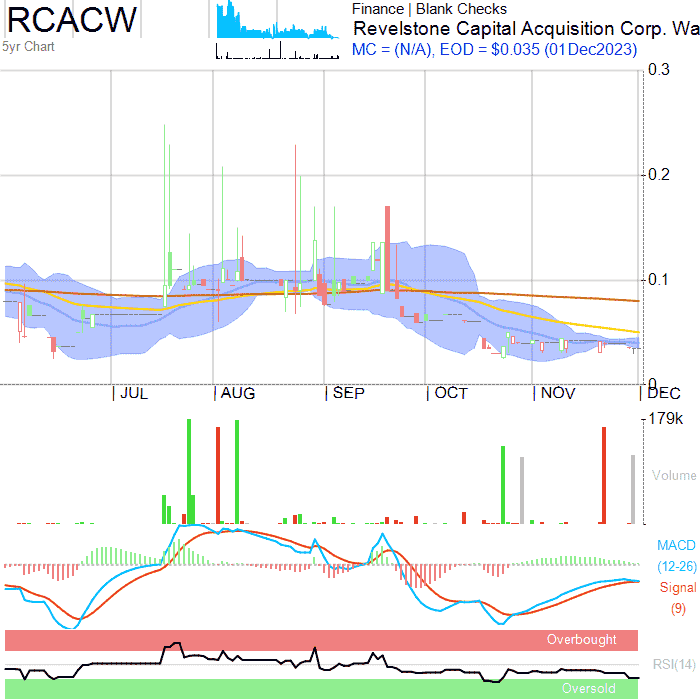 RCACW
5yr Chart
Finance | Blank Checks
Revelstone Capital Acquisition Corp. Wa
MC = (N/A), EOD = $0.035 (01Dec2023)
0.3
0.2
0.1
0
JUL AUG SEP OCT NOV DEC
179k
Volume
MACD
(12-26)
Signal
(9)
Overbought
RSI(14)
Oversold